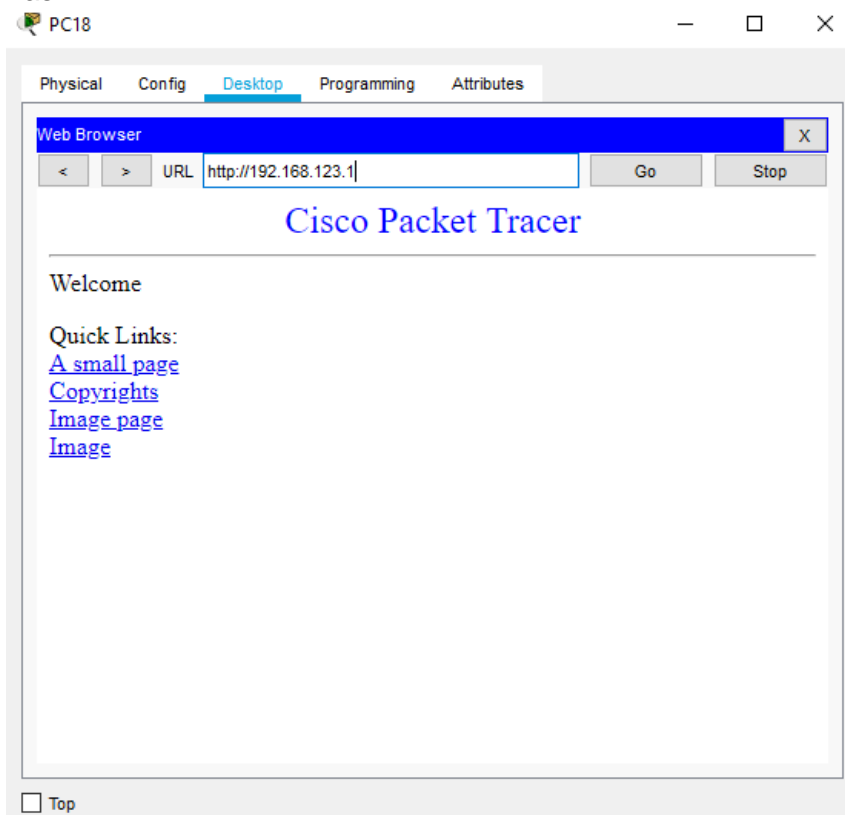 PC18
Physical Config Desktop Programming Attributes
Web Browser X
< > URL http://192.168.123.1 Go Stop
Cisco Packet Tracer
Welcome
Quick Links:
A small page
Copyrights
Image page
Image
Top